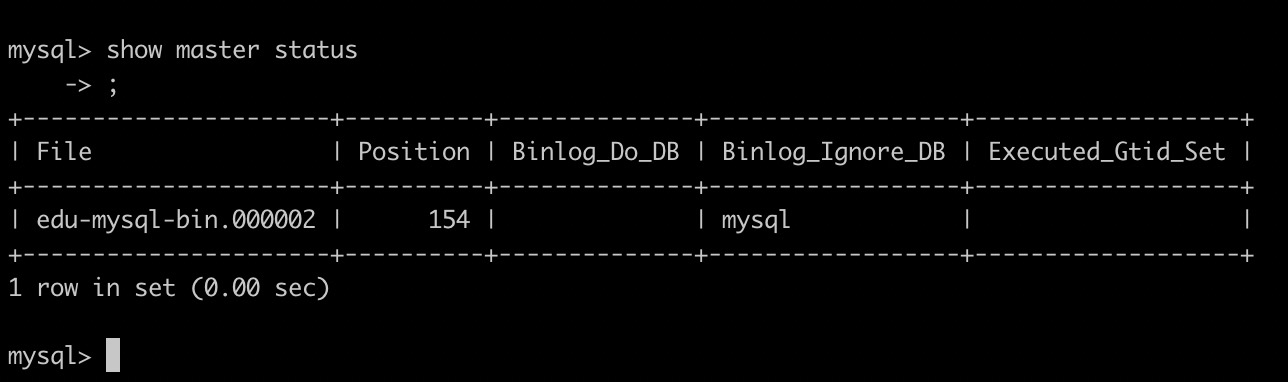 mysql> show master status
    -> ;
+----------------------+----------+--------------+------------------+-------------------+
| File                 | Position | Binlog_Do_DB | Binlog_Ignore_DB | Executed_Gtid_Set |
+----------------------+----------+--------------+------------------+-------------------+
| edu-mysql-bin.000002 |      154 |              | mysql            |                   |
+----------------------+----------+--------------+------------------+-------------------+
1 row in set (0.00 sec)
mysql>